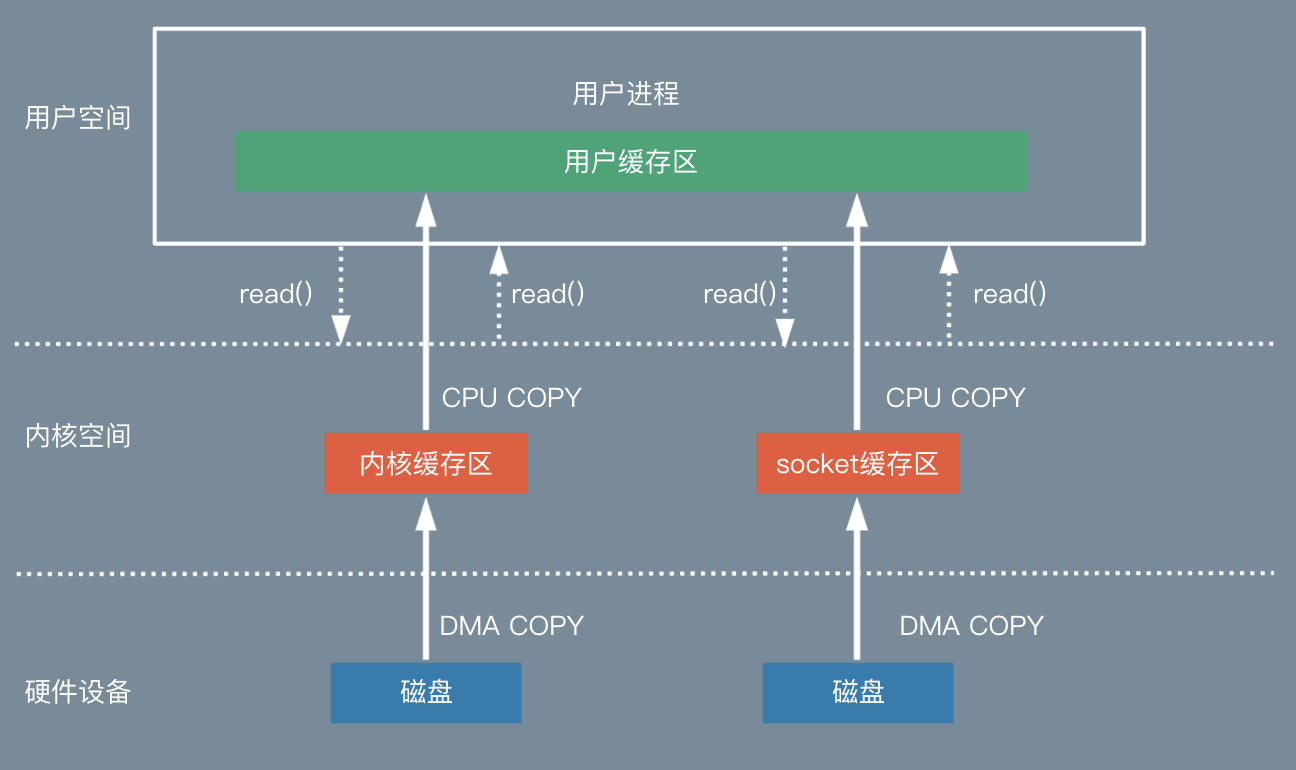 用户进程
用户空间
用户缓存区
read()
read()
read()
read()
CPU COPY
CPU COPY
内核空间
内核缓存区
socket缓存区
DMA COPY
DMA COPY
硬件设备
磁盘
磁盘